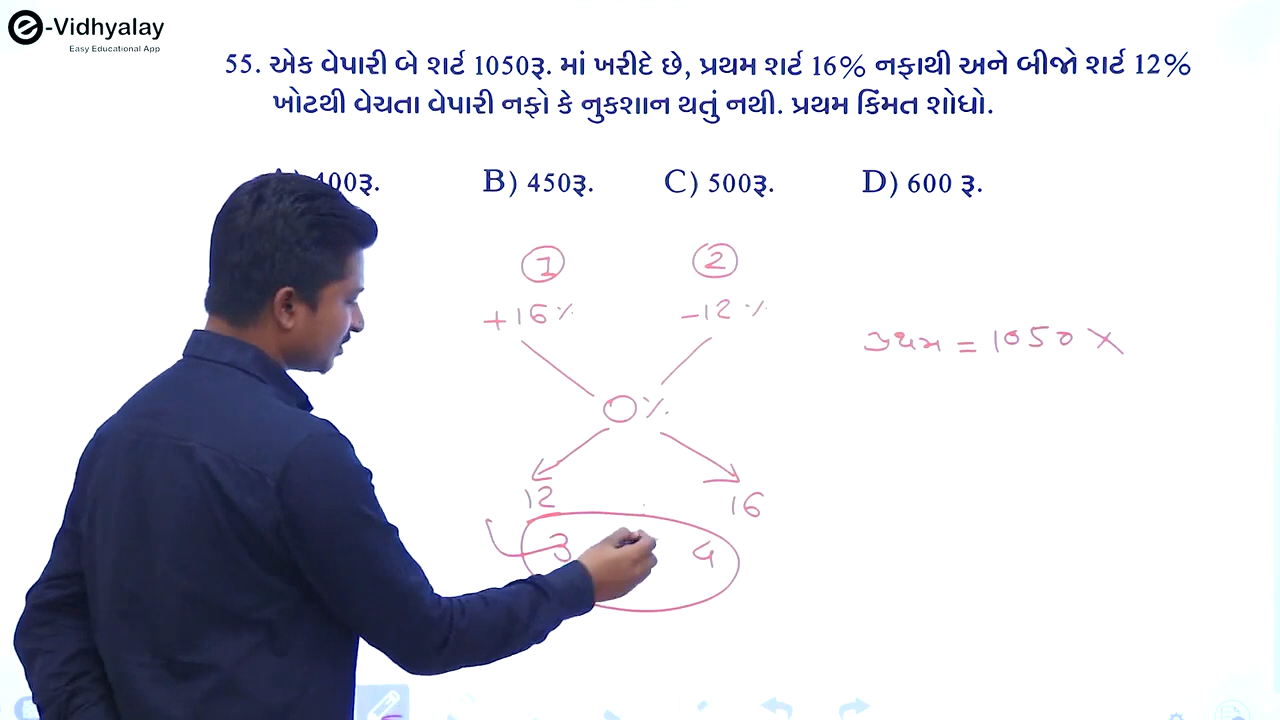 e-Vidhyalay
Easy Educational App
55. એક વેપારી બે શર્ટ 1050રૂ. માં ખરીદે છે, પ્રથમ શર્ટ 16% નફાથી અને બીજો શર્ટ 12%
ખોટથી વેચતા વેપારી નફો કે નુકશાન થતું નથી. પ્રથમ કિંમત શોધો.
400રૂ. B) 450રૂ. C) 500રૂ. D) 600 રૂ.
1 2
+16% -12%
પ્રથમ = 1050 ×
0%
12 16
3 4